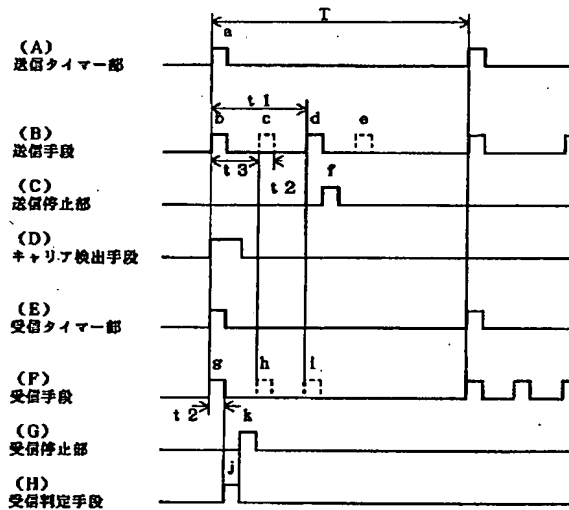 T
(A)
a
送信タイマー部
t 1
b c d e
(B)
送信手段
t 3
t 2
(C)
f
送信停止部
(D)
キャリア検出手段
(E)
受信タイマー部
g h i
(F)
受信手段
t 2
k
(G)
受信停止部
j
(H)
受信判定手段